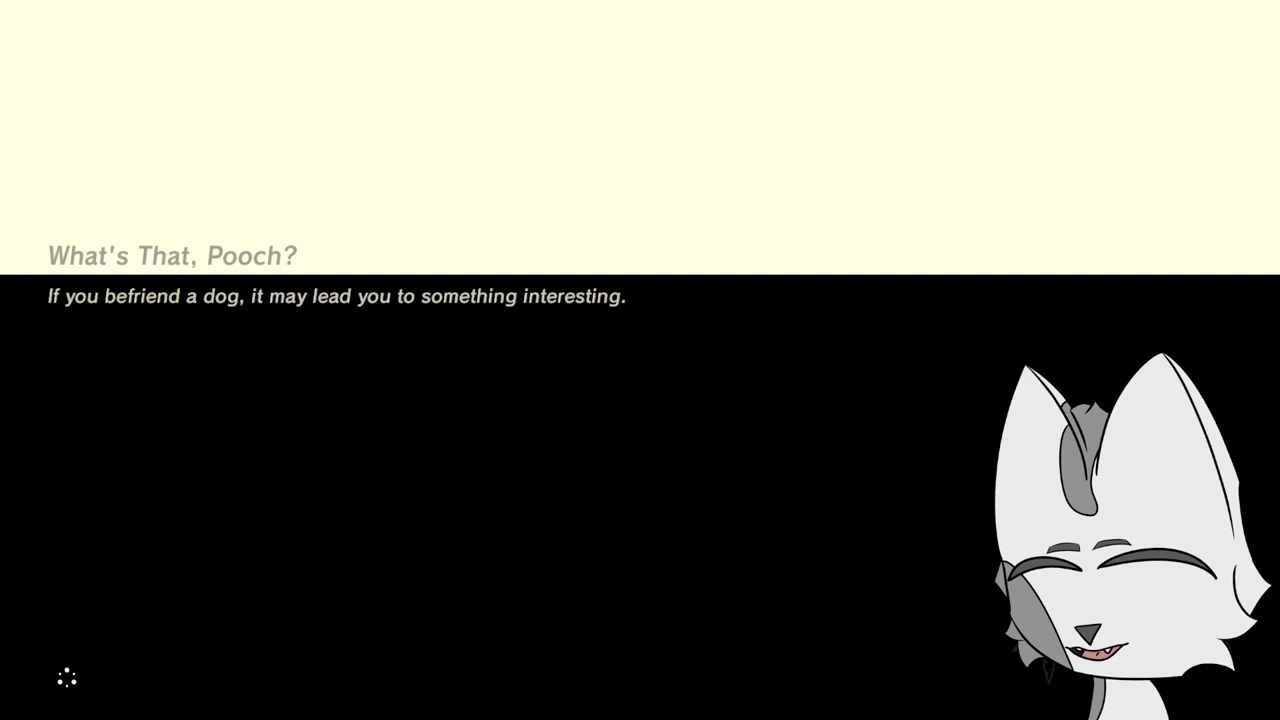 What's That, Pooch?
If you befriend a dog, it may lead you to something interesting.